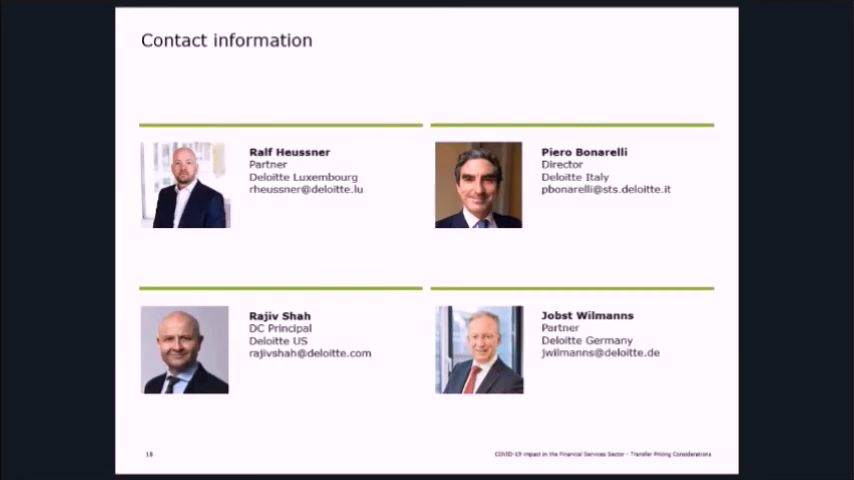 Contact information
Ralf Heussner
Partner
Deloitte Luxembourg
rheussner@deloitte.lu
Piero Bonarelli
Director
Deloitte Italy
pbonarelli@sts.deloitte.it
Rajiv Shah
DC Principal
Deloitte US
rajivshah@deloitte.com
Jobst Wilmanns
Partner
Deloitte Germany
jwilmanns@deloitte.de
18
COVID-19 impact in the Financial Services Sector - Transfer Pricing Considerations